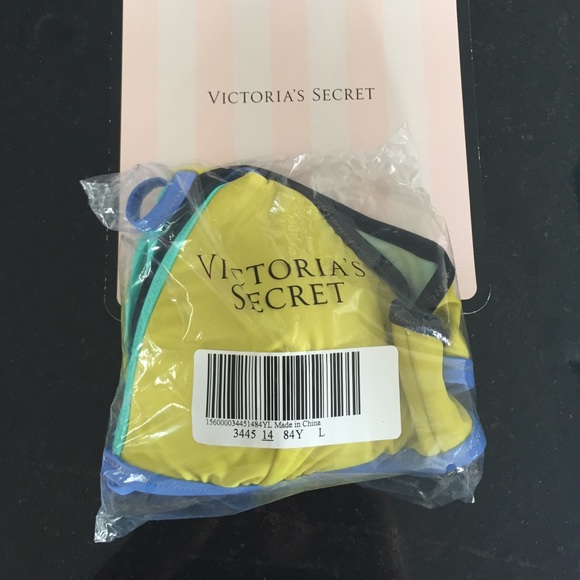 VICTORIA'S SECRET
VICTORIA'S
SECRET
156000034451484YL Made in China
3445 14 84Y L